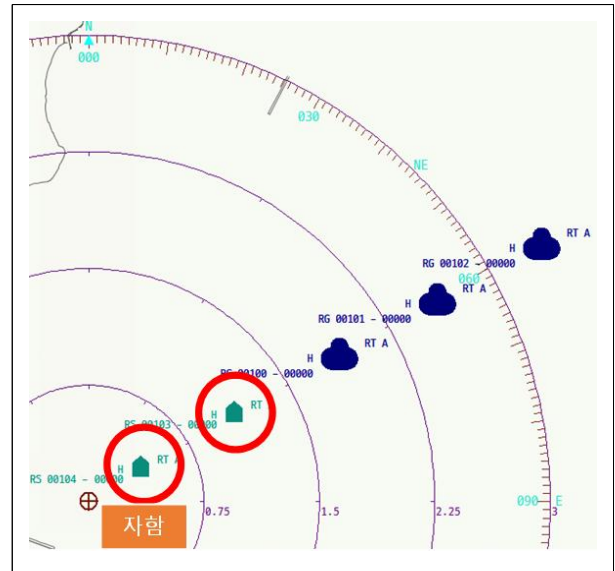 N
000
030
NE
RT A
H
RG 00102 - 00000
060
RT A
H
RG 00101 - 00000
RT A
H
RG 00100 - 00000
RT
H
RS 00103 - 00000
RT A
H
RS 00104 - 00000
0.75
1.5
2.25
090
E
3
자함